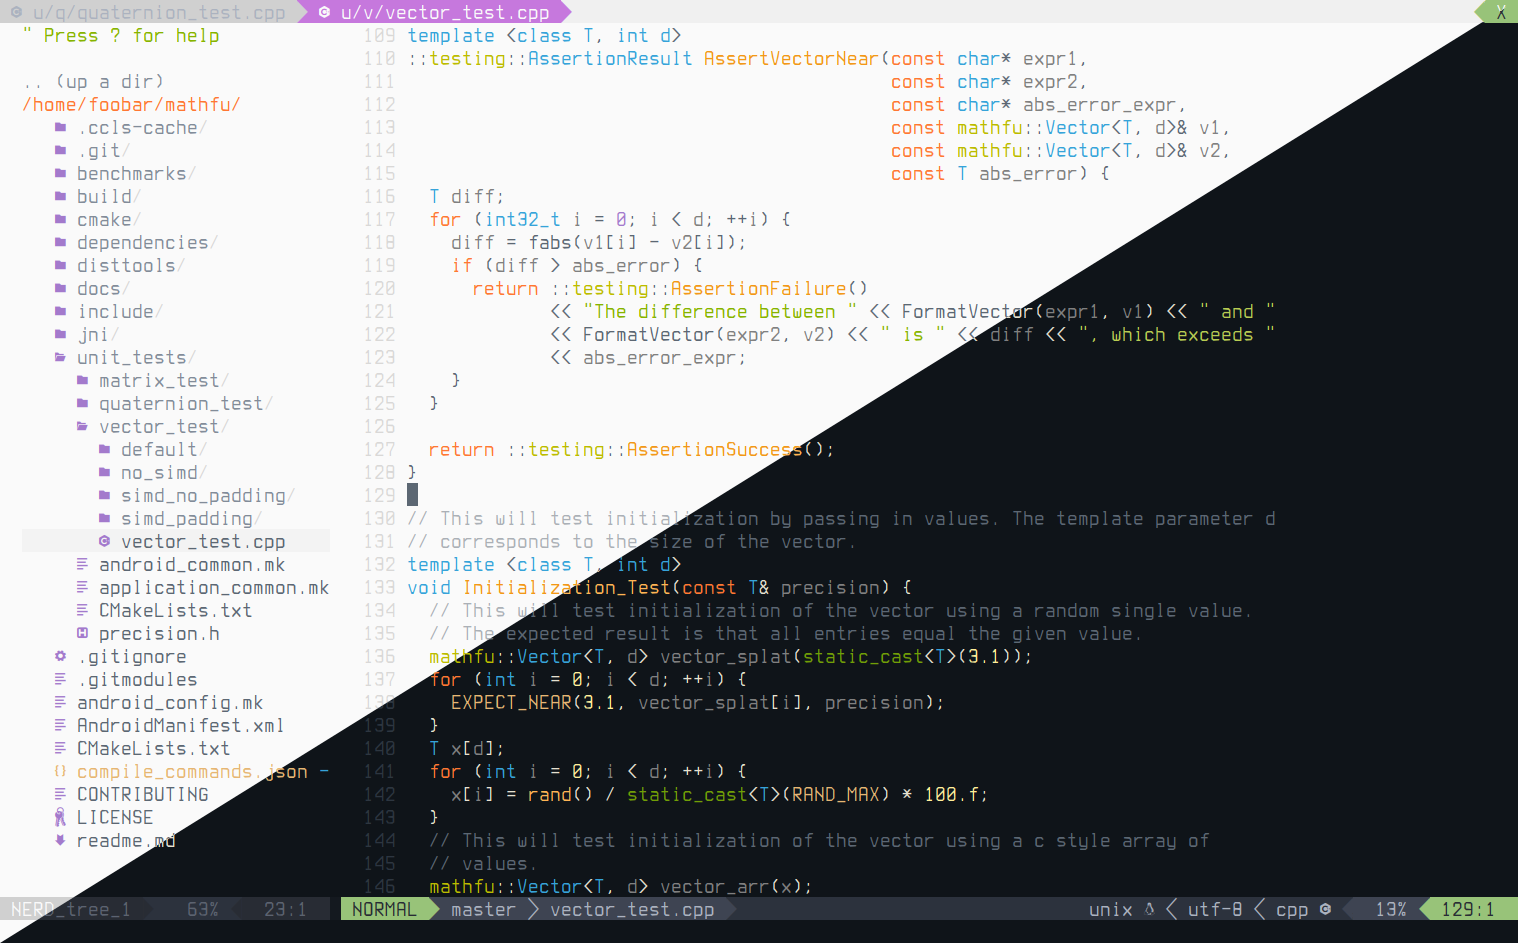 u/q/quaternion_test.cpp u/v/vector_test.cpp X
" Press ? for help
.. (up a dir)
/home/foobar/mathfu/
.ccls-cache/
.git/
benchmarks/
build/
cmake/
dependencies/
disttools/
docs/
include/
jni/
unit_tests/
matrix_test/
quaternion_test/
vector_test/
default/
no_simd/
simd_no_padding/
simd_padding/
vector_test.cpp
android_common.mk
application_common.mk
CMakeLists.txt
precision.h
.gitignore
.gitmodules
android_config.mk
AndroidManifest.xml
CMakeLists.txt
compile_commands.json -
CONTRIBUTING
LICENSE
readme.md
109 template <class T, int d>
110 ::testing::AssertionResult AssertVectorNear(const char* expr1,
111 const char* expr2,
112 const char* abs_error_expr,
113 const mathfu::Vector<T, d>& v1,
114 const mathfu::Vector<T, d>& v2,
115 const T abs_error) {
116 T diff;
117 for (int32_t i = 0; i < d; ++i) {
118 diff = fabs(v1[i] - v2[i]);
119 if (diff > abs_error) {
120 return ::testing::AssertionFailure()
121 << "The difference between " << FormatVector(expr1, v1) << " and "
122 << FormatVector(expr2, v2) << " is " << diff << ", which exceeds "
123 << abs_error_expr;
124 }
125 }
126
127 return ::testing::AssertionSuccess();
128 }
129
130 // This will test initialization by passing in values. The template parameter d
131 // corresponds to the size of the vector.
132 template <class T, int d>
133 void Initialization_Test(const T& precision) {
134 // This will test initialization of the vector using a random single value.
135 // The expected result is that all entries equal the given value.
136 mathfu::Vector<T, d> vector_splat(static_cast<T>(3.1));
137 for (int i = 0; i < d; ++i) {
138 EXPECT_NEAR(3.1, vector_splat[i], precision);
139 }
140 T x[d];
141 for (int i = 0; i < d; ++i) {
142 x[i] = rand() / static_cast<T>(RAND_MAX) * 100.f;
143 }
144 // This will test initialization of the vector using a c style array of
145 // values.
146 mathfu::Vector<T, d> vector_arr(x);
NERD_tree_1 63% 23:1 NORMAL master vector_test.cpp unix utf-8 cpp 13% 129:1